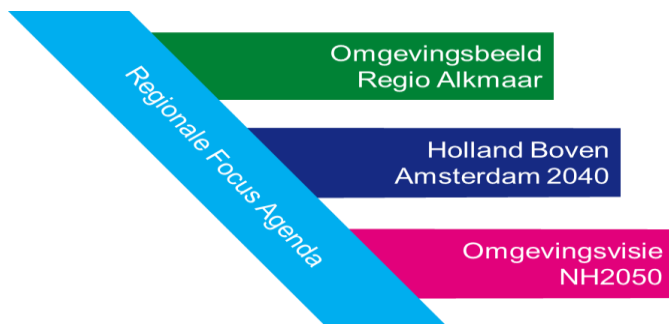 Regionale Focus Agenda
Omgevingsbeeld
Regio Alkmaar
Holland Boven
Amsterdam 2040
Omgevingsvisie
NH2050